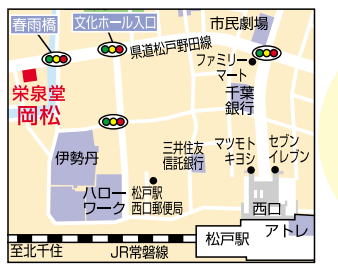 春雨橋
文化ホール入口
市民劇場
県道松戸野田線
ファミリー
マート
栄泉堂
岡松
千葉
銀行
伊勢丹
三井住友
信託銀行
マツモト
キヨシ
セブン
イレブン
ハロー
ワーク
松戸駅
西口郵便局
西口
アトレ
松戸駅
至北千住
JR常磐線